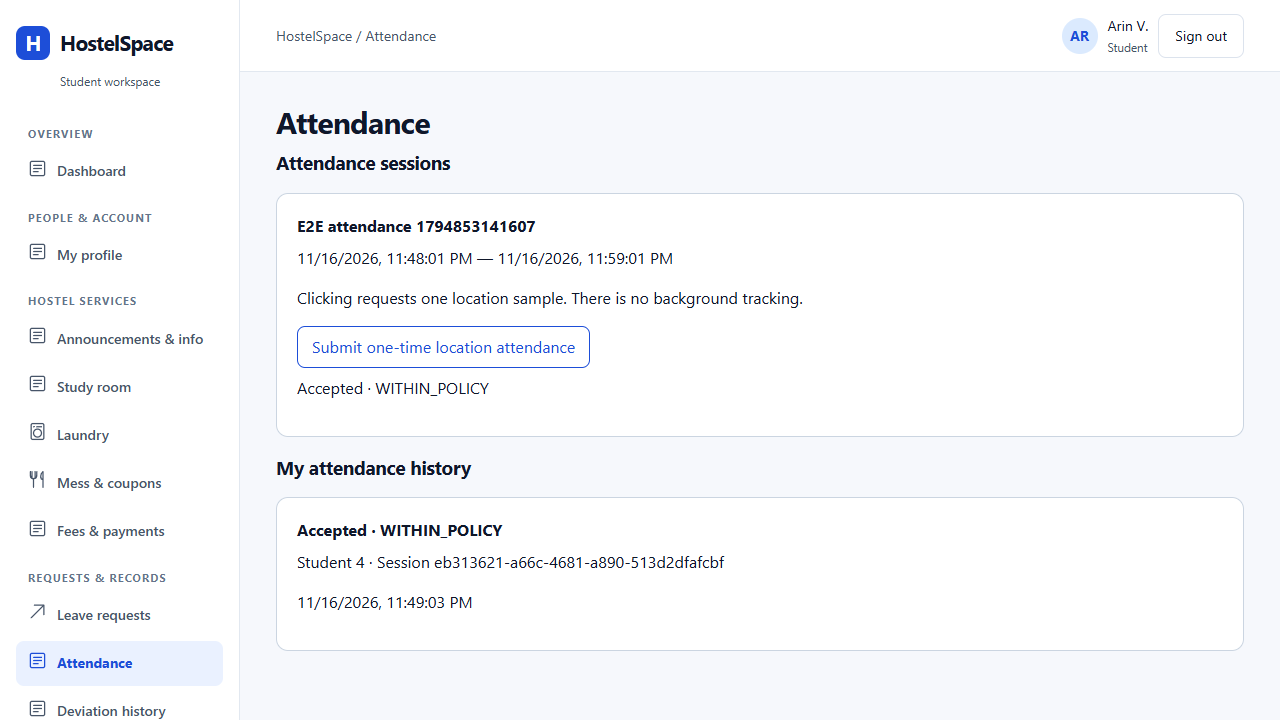 H HostelSpace
Student workspace
OVERVIEW
Dashboard
PEOPLE & ACCOUNT
My profile
HOSTEL SERVICES
Announcements & info
Study room
Laundry
Mess & coupons
Fees & payments
REQUESTS & RECORDS
Leave requests
Attendance
Deviation history
HostelSpace / Attendance
AR
Arin V.
Student
Sign out
Attendance
Attendance sessions
E2E attendance 1794853141607
11/16/2026, 11:48:01 PM — 11/16/2026, 11:59:01 PM
Clicking requests one location sample. There is no background tracking.
Submit one-time location attendance
Accepted · WITHIN_POLICY
My attendance history
Accepted · WITHIN_POLICY
Student 4 · Session eb313621-a66c-4681-a890-513d2dfafcbf
11/16/2026, 11:49:03 PM